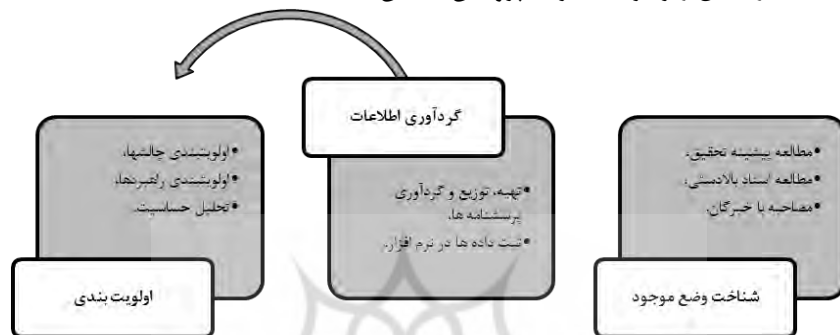 •مطالعه پیشینه تحقیق،
•مطالعه اسناد بالادستی،
•مصاحبه با خبرگان.
شناخت وضع موجود
گردآوری اطلاعات
•تهیه، توزیع و گردآوری
پرسشنامه ها،
•ثبت داده ها در نرم افزار.
•اولویتبندی چالشها،
•اولویتبندی راهبردها،
•تحلیل حساسیت.
اولویت بندی